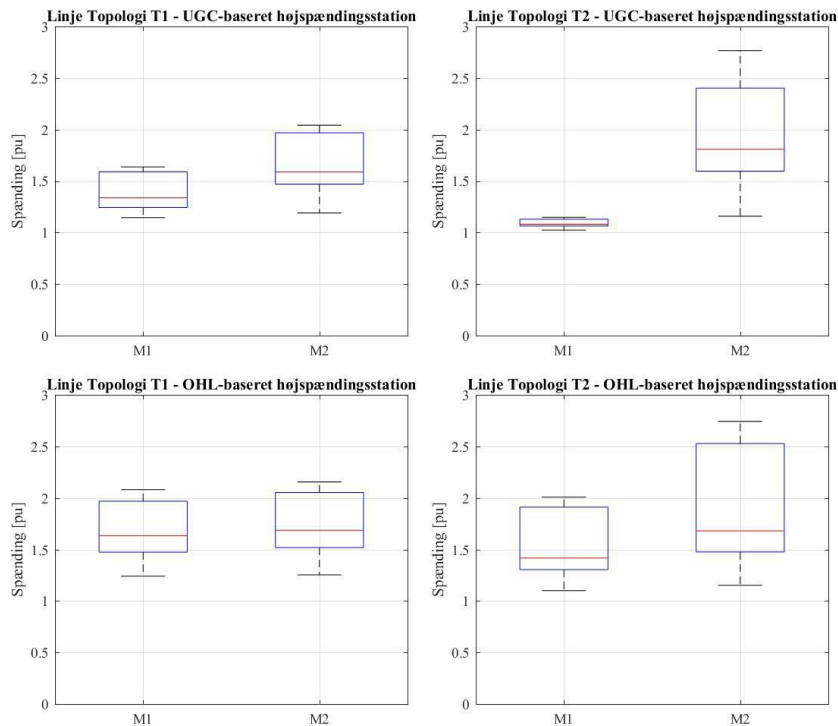 Linje Topologi T1 - UGC-baseret højspændingsstation
3
2.5
2
1.5
1
0.5
0
Spænding [pu]
M1
M2
Linje Topologi T2 - UGC-baseret højspændingsstation
3
2.5
2
1.5
1
0.5
0
Spænding [pu]
M1
M2
Linje Topologi T1 - OHL-baseret højspændingsstation
3
2.5
2
1.5
1
0.5
0
Spænding [pu]
M1
M2
Linje Topologi T2 - OHL-baseret højspændingsstation
3
2.5
2
1.5
1
0.5
0
Spænding [pu]
M1
M2